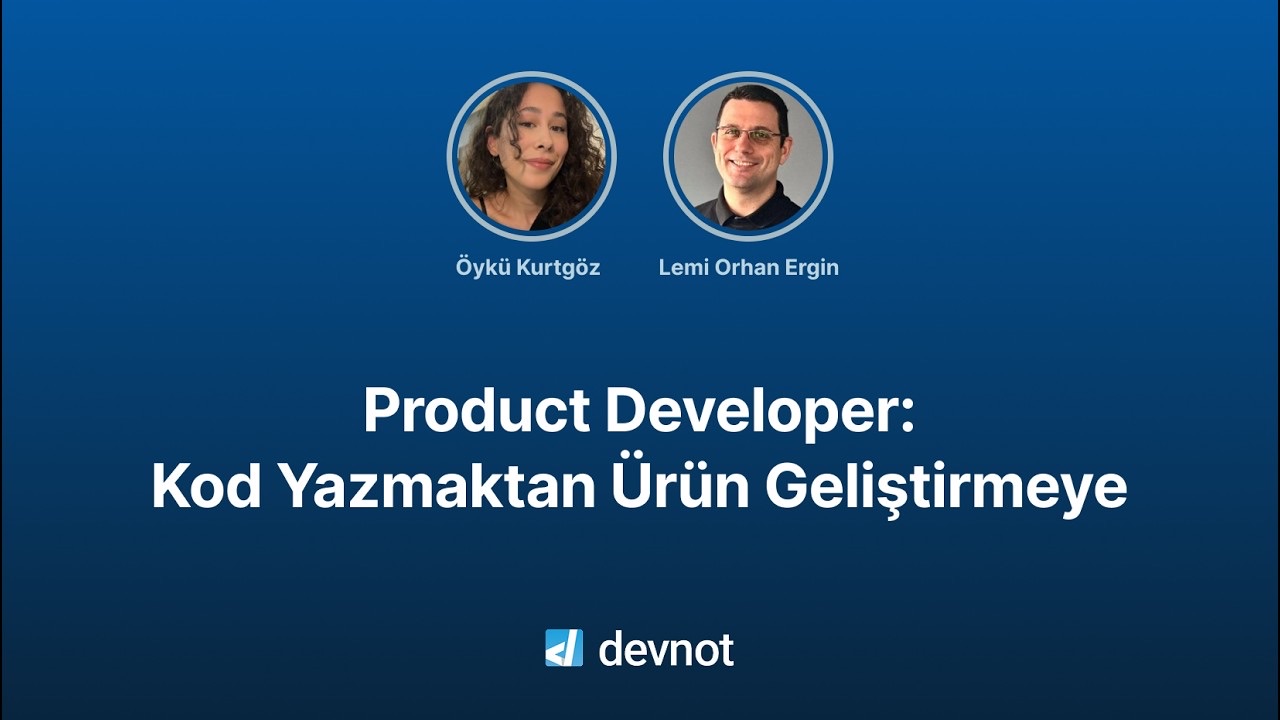 Öykü Kurtgöz
Lemi Orhan Ergin
Product Developer:
Kod Yazmaktan Ürün Geliştirmeye
devnot